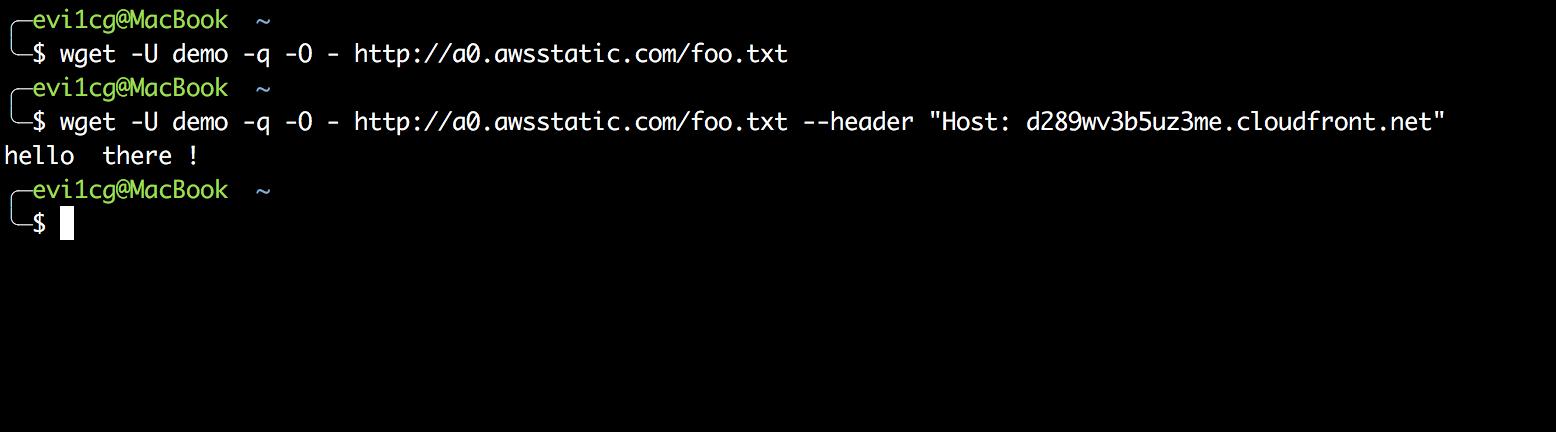 evi1cg@MacBook ~
$ wget -U demo -q -O - http://a0.awsstatic.com/foo.txt
evi1cg@MacBook ~
$ wget -U demo -q -O - http://a0.awsstatic.com/foo.txt --header "Host: d289wv3b5uz3me.cloudfront.net"
hello  there !
evi1cg@MacBook ~
$